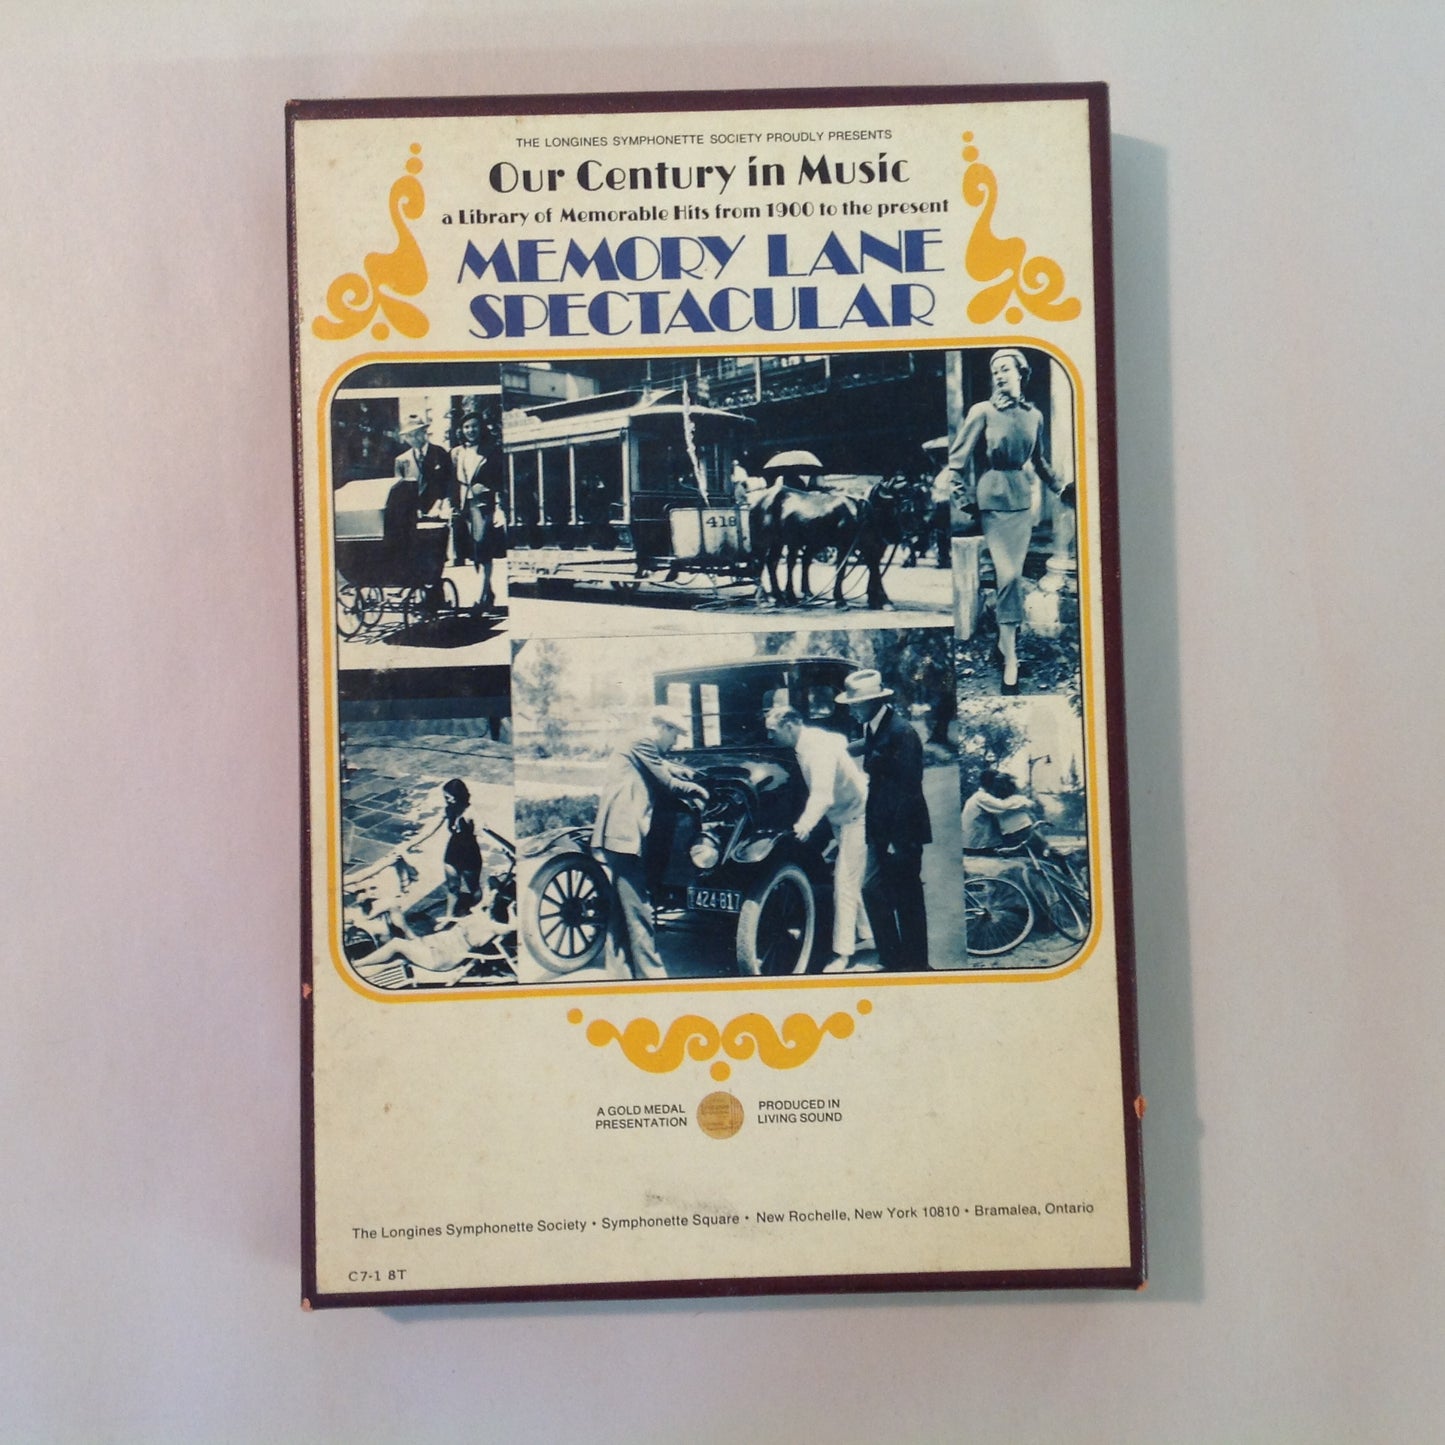 THE LONGINES SYMPHONETTE SOCIETY PROUDLY PRESENTS
Our Century in Music
a Library of Memorable Hits from 1900 to the present
MEMORY LANE
SPECTACULAR
418
424-817
A GOLD MEDAL
PRESENTATION
PRODUCED IN
LIVING SOUND
The Longines Symphonette Society • Symphonette Square • New Rochelle, New York 10810 • Bramalea, Ontario
C7-1 8T